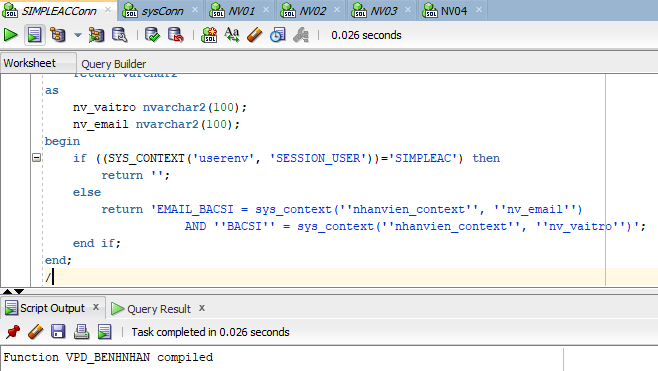 SIMPLEACConn sysConn NV01 NV02 NV03 NV04
SQL Aa 0.026 seconds
Worksheet Query Builder
return varchar2
as
nv_vaitro nvarchar2(100);
nv_email nvarchar2(100);
begin
if ((SYS_CONTEXT('userenv', 'SESSION_USER'))='SIMPLEAC') then
return '';
else
return 'EMAIL_BACSI = sys_context(''nhanvien_context'', ''nv_email'')
AND ''BACSI'' = sys_context(''nhanvien_context'', ''nv_vaitro'')';
end if;
end;
/
Script Output x Query Result x
Task completed in 0.026 seconds
Function VPD_BENHNHAN compiled